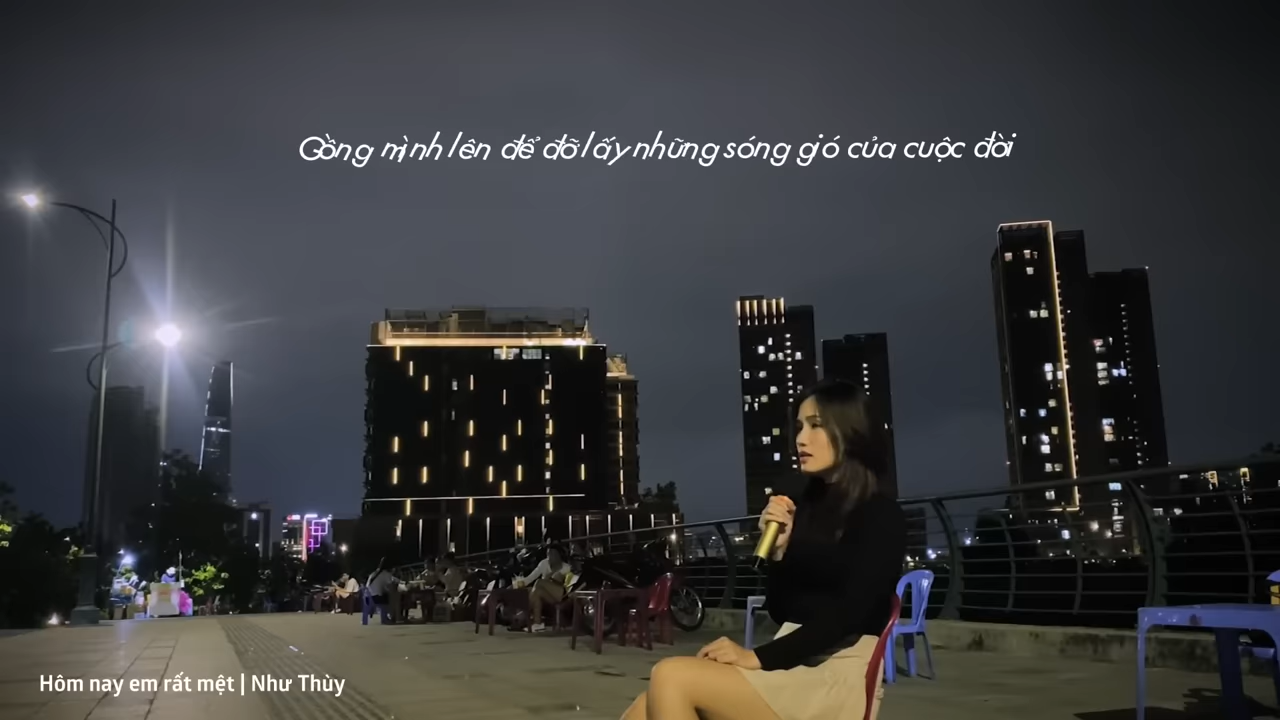 Gồng mình lên để đỡ lấy những sóng gió của cuộc đời
Hôm nay em rất mệt | Như Thùy